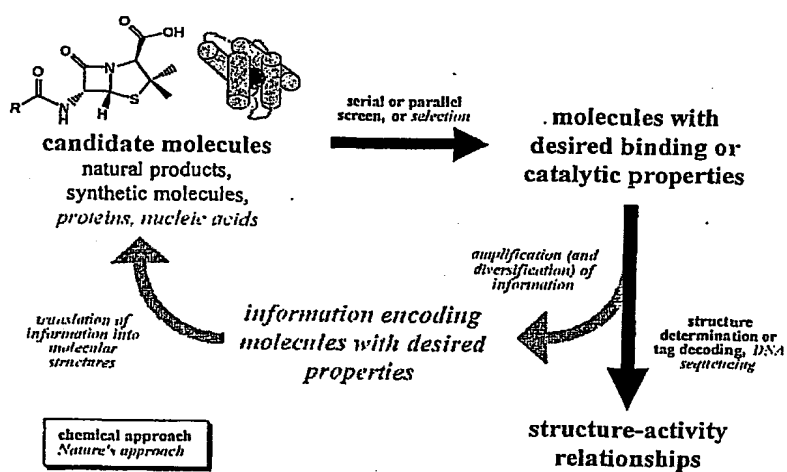 O
OH
O
N
O
S
R
N
H
H
candidate molecules
natural products,
synthetic molecules,
proteins, nucleic acids
serial or parallel
screen, or selection
. molecules with
desired binding or
catalytic properties
amplification (and
diversification) of
information
translation of
information into
molecular
structures
information encoding
molecules with desired
properties
structure
determination or
tag decoding, DNA
sequencing
chemical approach
Nature's approach
structure-activity
relationships